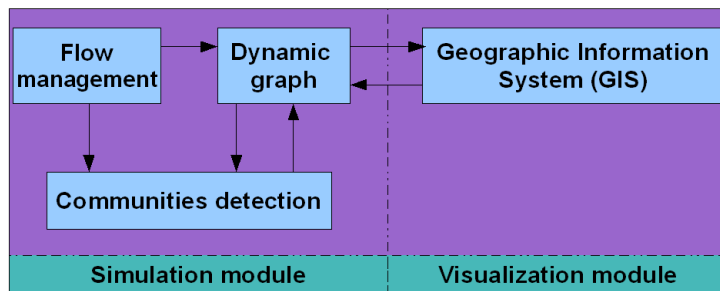 Flow
management
Dynamic
graph
Geographic Information
System (GIS)
Communities detection
Simulation module
Visualization module